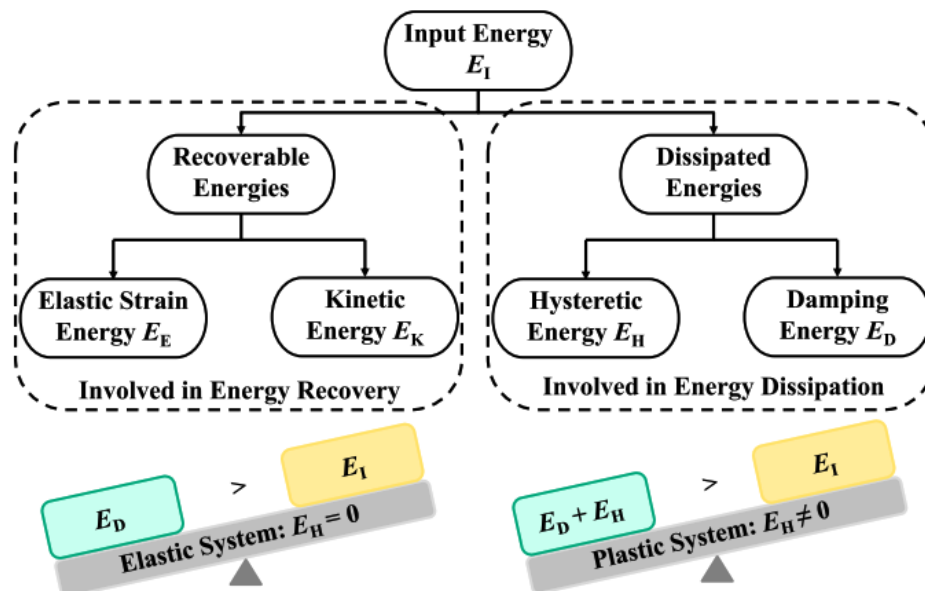 Input Energy
E_I
Recoverable
Energies
Dissipated
Energies
Elastic Strain
Energy E_E
Kinetic
Energy E_K
Hysteretic
Energy E_H
Damping
Energy E_D
Involved in Energy Recovery
Involved in Energy Dissipation
E_D
>
E_I
Elastic System: E_H = 0
E_D + E_H
>
E_I
Plastic System: E_H ≠ 0